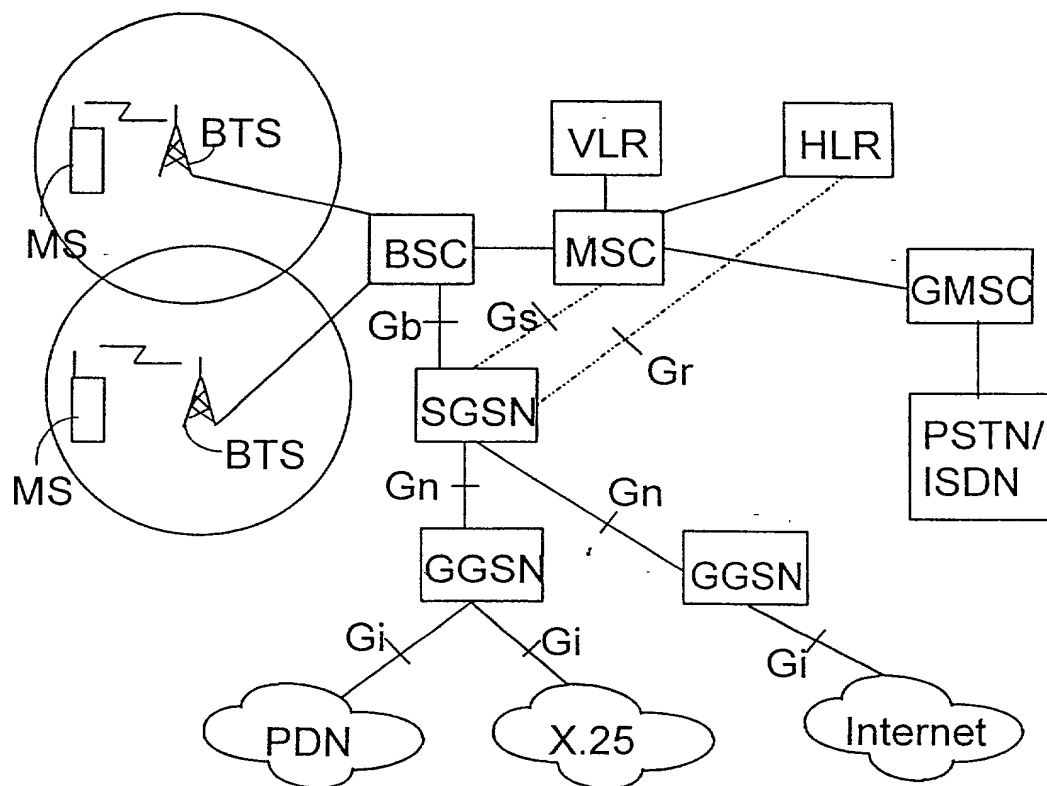 BTS
VLR
HLR
MS
BSC
MSC
GMSC
Gb
Gs
Gr
SGSN
BTS
MS
PSTN/
ISDN
Gn
Gn
GGSN
GGSN
Gi
Gi
Gi
PDN
X.25
Internet